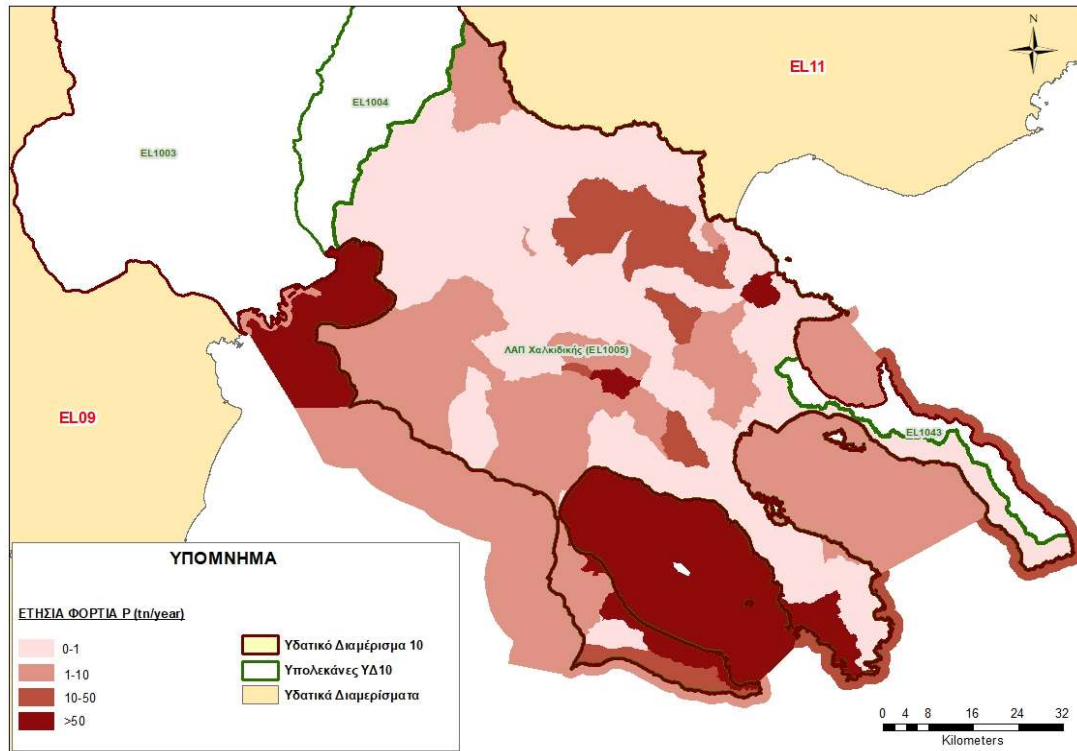 N
EL11
EL1004
EL1003
ΛΑΠ Χαλκιδικής (EL1005)
EL09
EL1043
ΥΠΟΜΝΗΜΑ
ΕΤΗΣΙΑ ΦΟΡΤΙΑ P (tn/year)
0-1
1-10
10-50
>50
Υδατικό Διαμέρισμα 10
Υπολεκάνες ΥΔ10
Υδατικά Διαμερίσματα
0 4 8 16 24 32
Kilometers